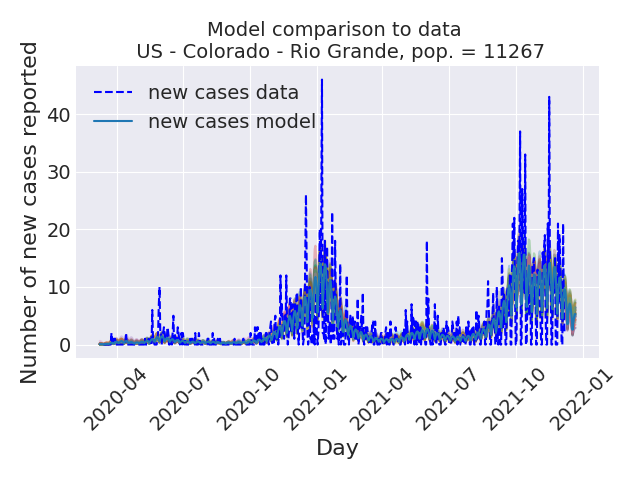 Model comparison to data
US - Colorado - Rio Grande, pop. = 11267
Number of new cases reported
new cases data
new cases model
40
30
20
10
0
2020-04
2020-07
2020-10
2021-01
2021-04
2021-07
2021-10
2022-01
Day